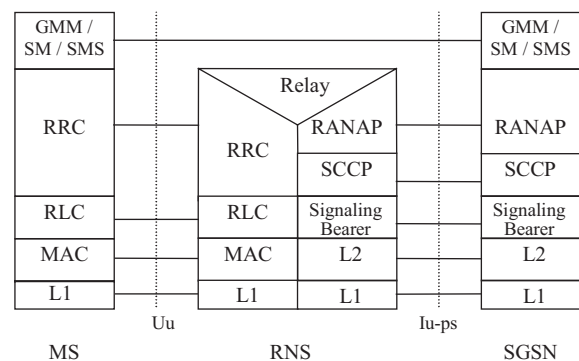 GMM /
SM / SMS
GMM /
SM / SMS
Relay
RRC
RRC
RANAP
RANAP
SCCP
SCCP
RLC
RLC
Signaling
Bearer
Signaling
Bearer
MAC
MAC
L2
L2
L1
L1
L1
L1
Uu
Iu-ps
MS
RNS
SGSN